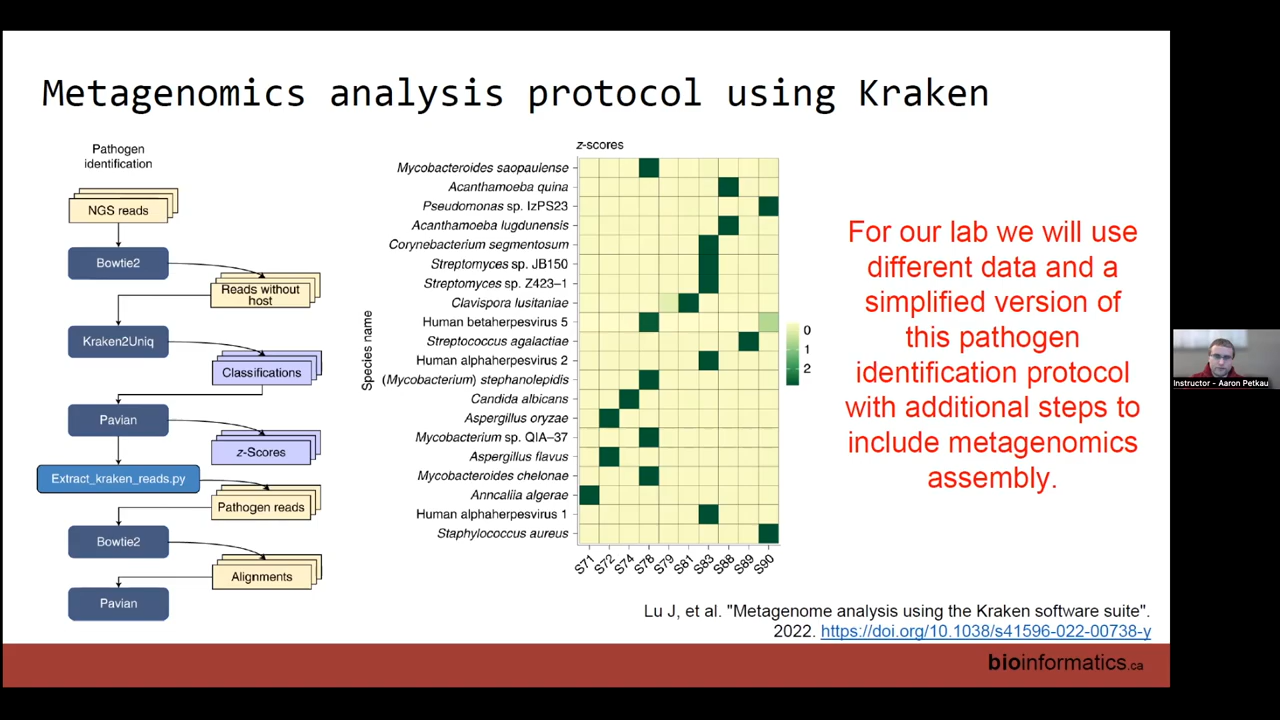 Metagenomics analysis protocol using Kraken
Pathogen
identification
NGS reads
Bowtie2
Reads without
host
Kraken2Uniq
Classifications
Pavian
z-Scores
Extract_kraken_reads.py
Pathogen reads
Bowtie2
Alignments
Pavian
z-scores
Species name
Mycobacteroides saopaulense
Acanthamoeba quina
Pseudomonas sp. IzPS23
Acanthamoeba lugdunensis
Corynebacterium segmentosum
Streptomyces sp. JB150
Streptomyces sp. Z423–1
Clavispora lusitaniae
Human betaherpesvirus 5
Streptococcus agalactiae
Human alphaherpesvirus 2
(Mycobacterium) stephanolepidis
Candida albicans
Aspergillus oryzae
Mycobacterium sp. QIA–37
Aspergillus flavus
Mycobacteroides chelonae
Anncaliia algerae
Human alphaherpesvirus 1
Staphylococcus aureus
S71 S72 S74 S78 S79 S81 S83 S88 S89 S90
0
1
2
For our lab we will use
different data and a
simplified version of
this pathogen
identification protocol
with additional steps to
include metagenomics
assembly.
Lu J, et al. "Metagenome analysis using the Kraken software suite".
2022. https://doi.org/10.1038/s41596-022-00738-y
bioinformatics.ca
Instructor - Aaron Petkau